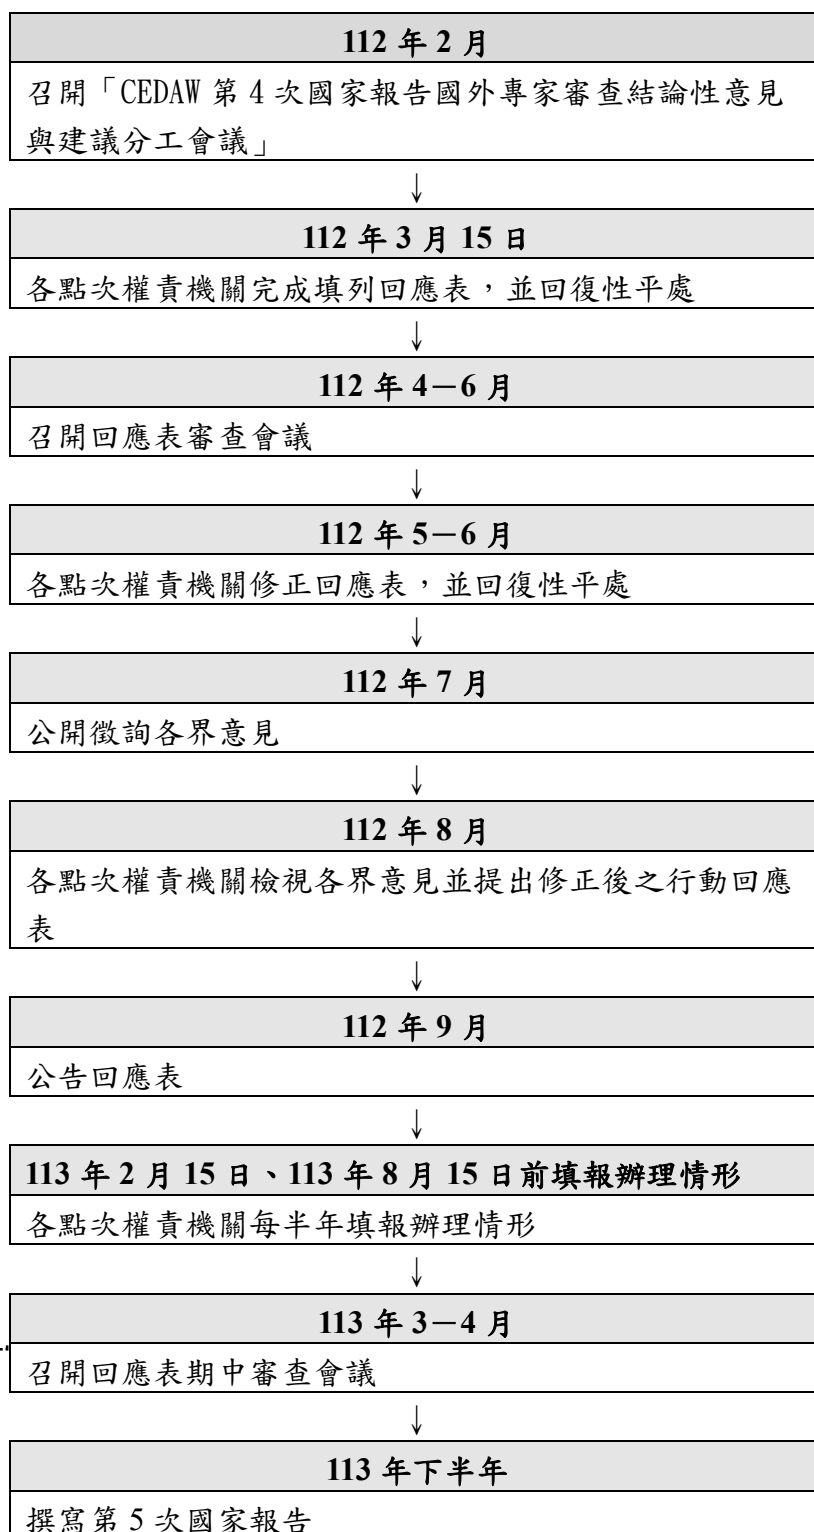 112 年 2 月
召開「CEDAW 第 4 次國家報告國外專家審查結論性意見
與建議分工會議」
↓
112 年 3 月 15 日
各點次權責機關完成填列回應表，並回復性平處
↓
112 年 4－6 月
召開回應表審查會議
↓
112 年 5－6 月
各點次權責機關修正回應表，並回復性平處
↓
112 年 7 月
公開徵詢各界意見
↓
112 年 8 月
各點次權責機關檢視各界意見並提出修正後之行動回應
表
↓
112 年 9 月
公告回應表
↓
113 年 2 月 15 日、113 年 8 月 15 日前填報辦理情形
各點次權責機關每半年填報辦理情形
↓
113 年 3－4 月
召開回應表期中審查會議
↓
113 年下半年
撰寫第 5 次國家報告